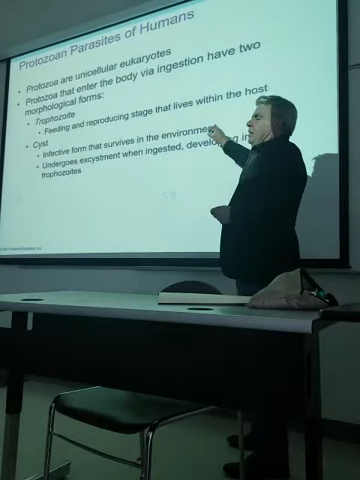 Protozoan Parasites of Humans
• Protozoa are unicellular eukaryotes
• Protozoa that enter the body via ingestion have two
morphological forms:
• Trophozoite
• Feeding and reproducing stage that lives within the host
• Cyst
• Infective form that survives in the environment
• Undergoes excystment when ingested, developing in
trophozoites